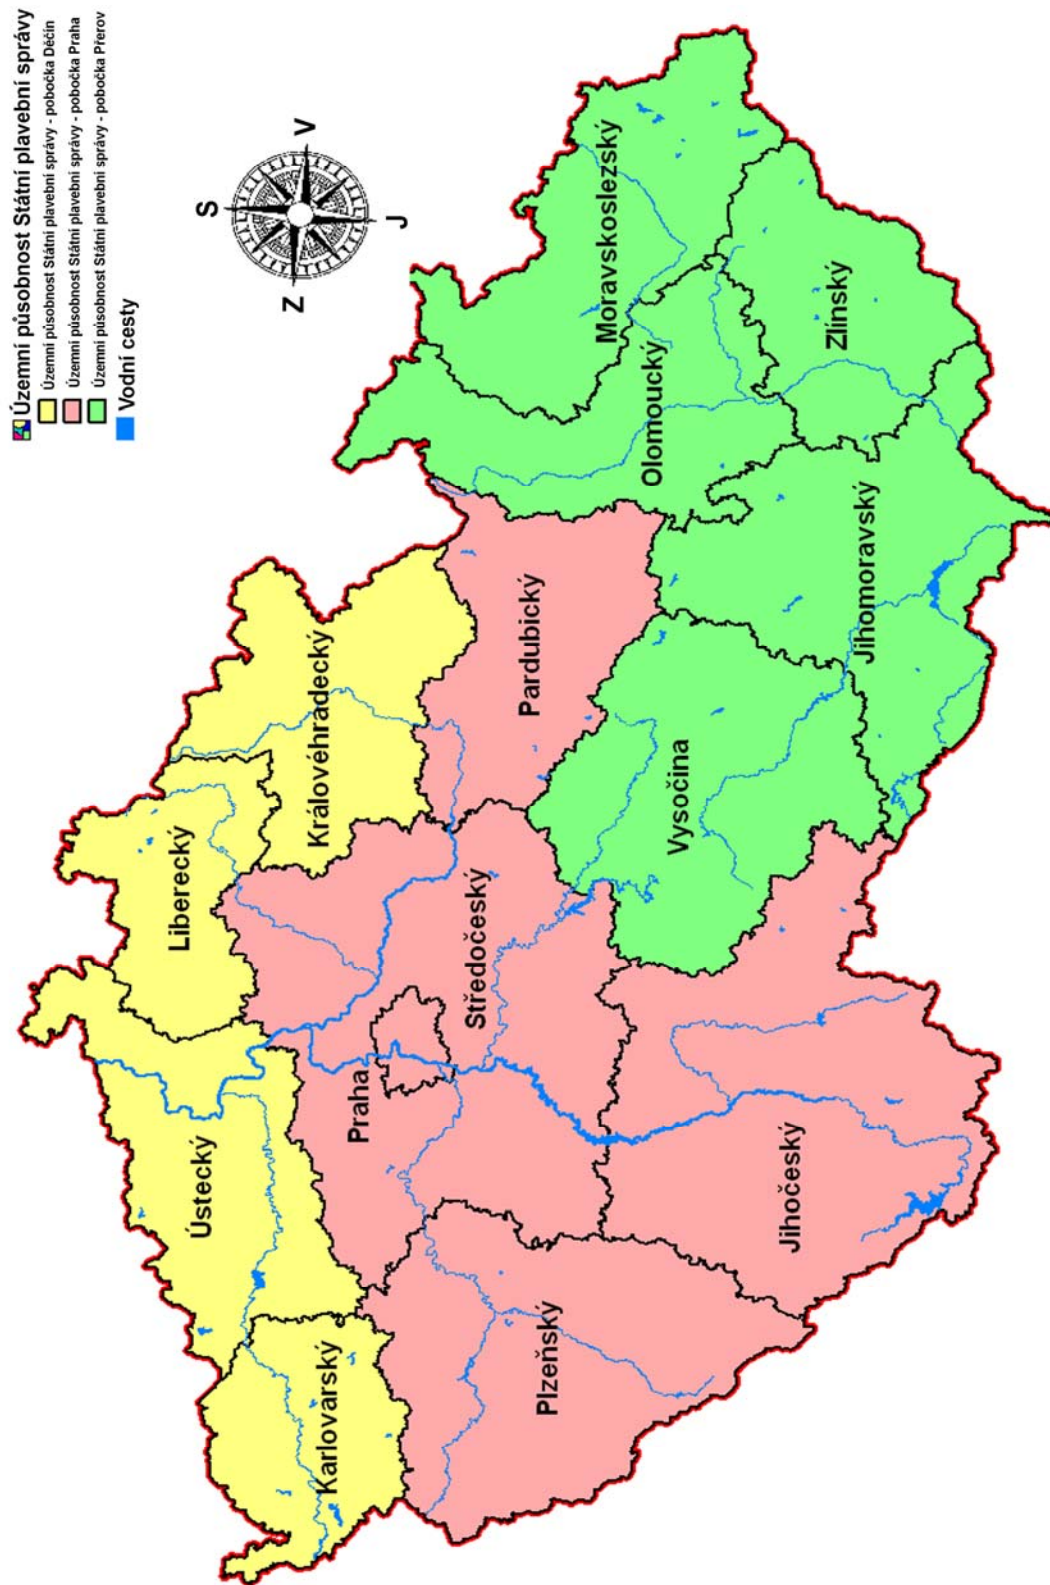 Územní působnost Státní plavební správy
Územní působnost Státní plavební správy - pobočka Děčín
Územní působnost Státní plavební správy - pobočka Praha
Územní působnost Státní plavební správy - pobočka Přerov
Vodní cesty
S
Z
V
J
Ústecký
Liberecký
Karlovarský
Královéhradecký
Praha
Středočeský
Pardubický
Plzeňský
Olomoucký
Moravskoslezský
Vysočina
Jihočeský
Jihomoravský
Zlínský